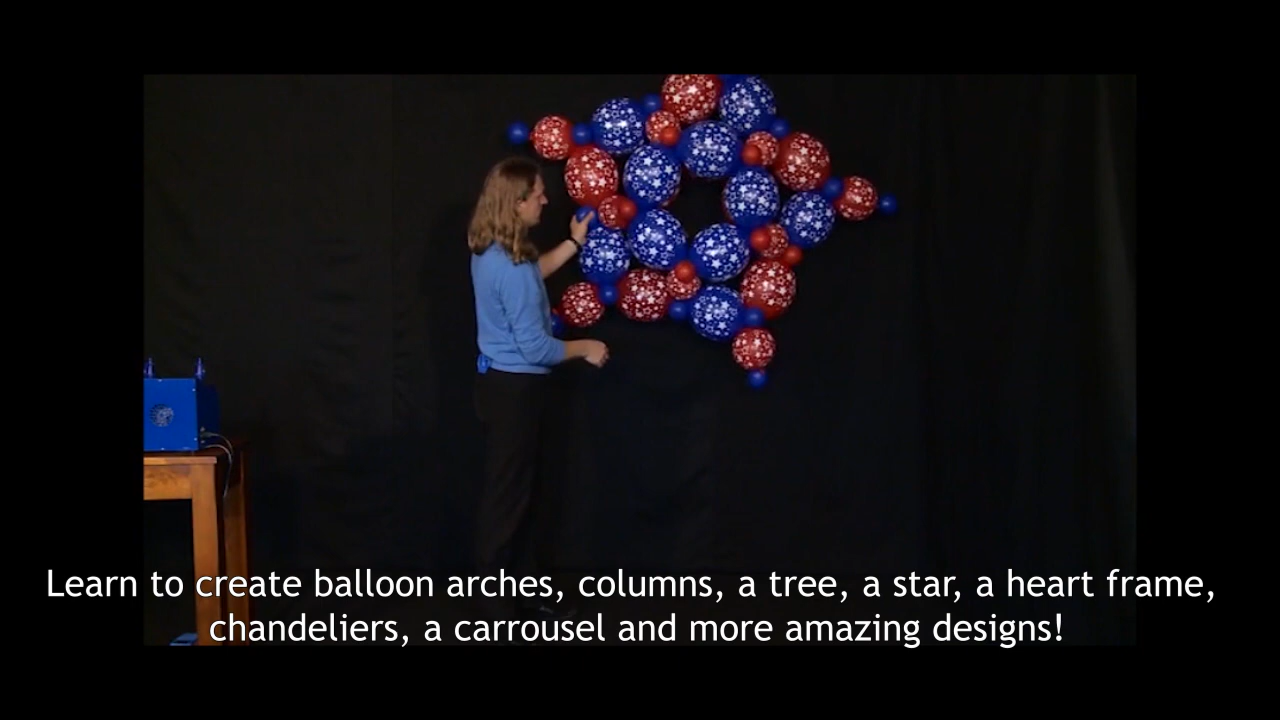 Learn to create balloon arches, columns, a tree, a star, a heart frame,
chandeliers, a carrousel and more amazing designs!